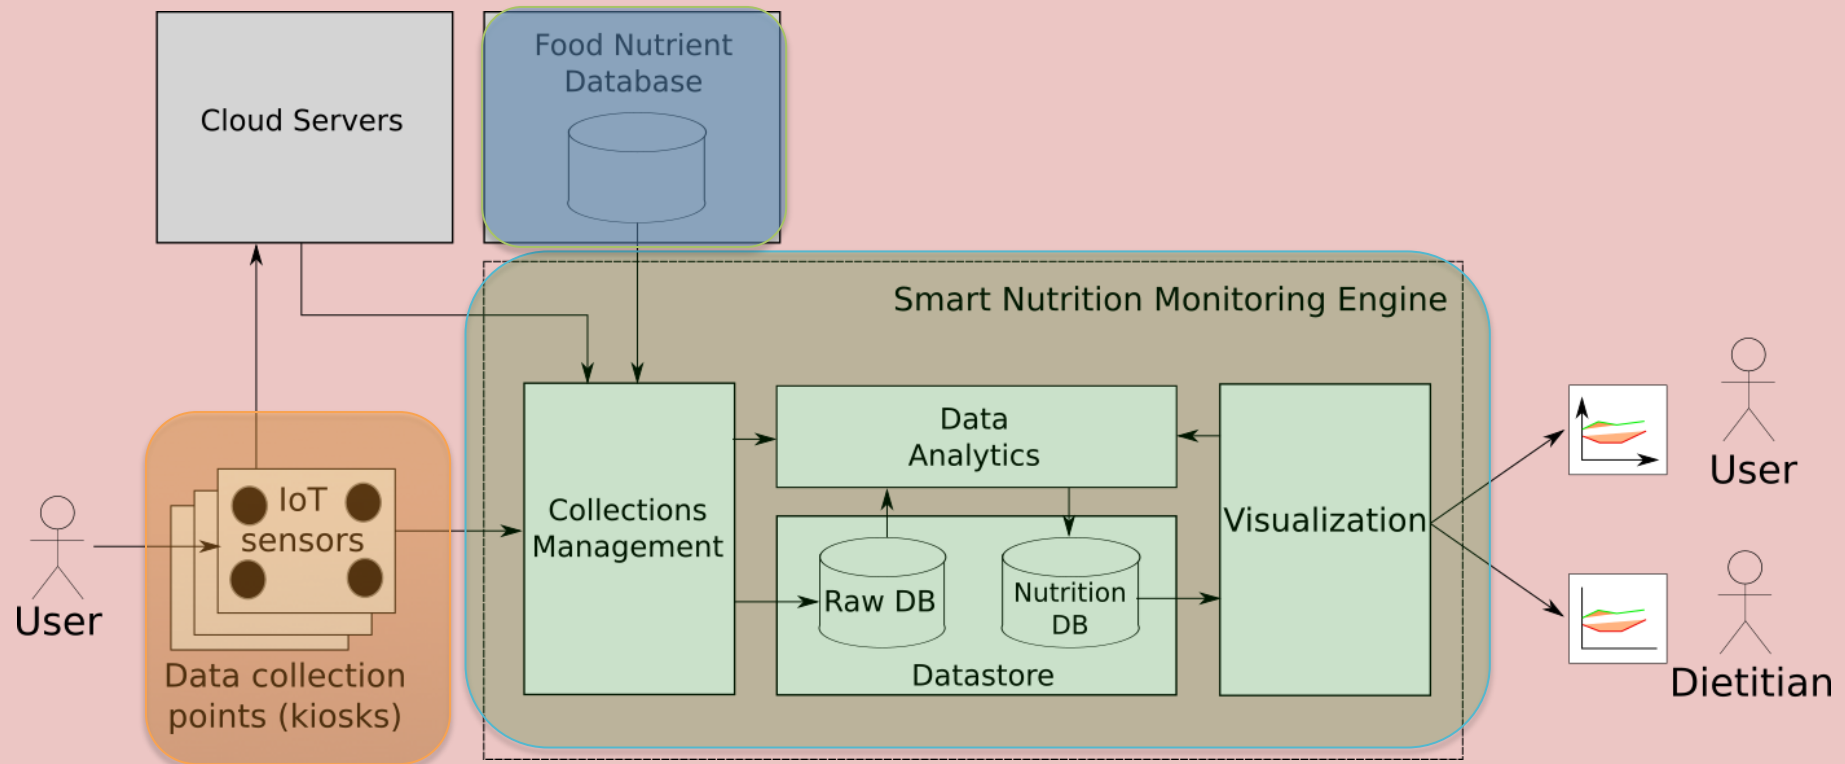 Cloud Servers
Food Nutrient
Database
Smart Nutrition Monitoring Engine
User
IoT
sensors
Data collection
points (kiosks)
Collections
Management
Data
Analytics
Raw DB
Nutrition
DB
Datastore
Visualization
User
Dietitian